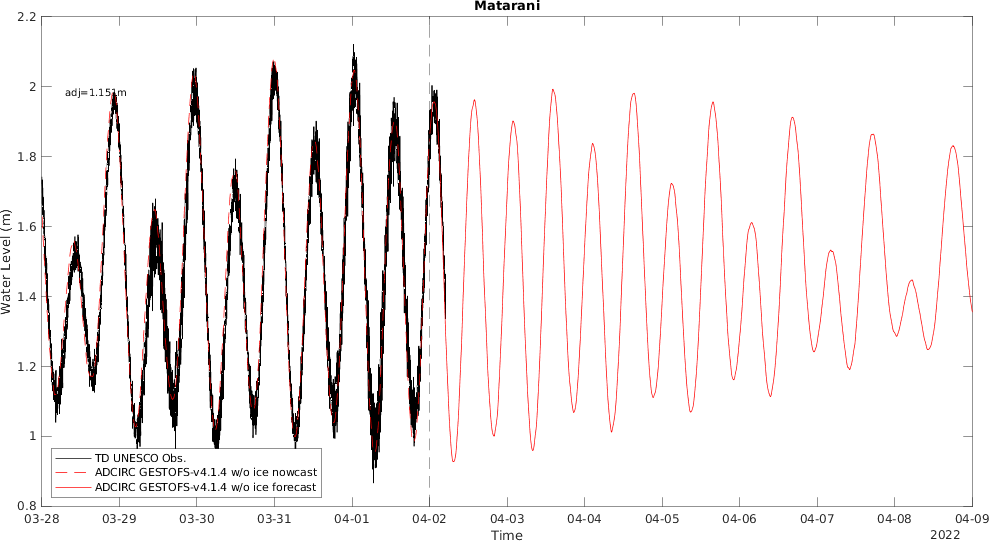 Matarani
2.2
2
1.8
1.6
1.4
1.2
1
0.8
Water Level (m)
adj=1.151m
TD UNESCO Obs.
ADCIRC GESTOFS-v4.1.4 w/o ice nowcast
ADCIRC GESTOFS-v4.1.4 w/o ice forecast
03-28 03-29 03-30 03-31 04-01 04-02 04-03 04-04 04-05 04-06 04-07 04-08 04-09
Time
2022